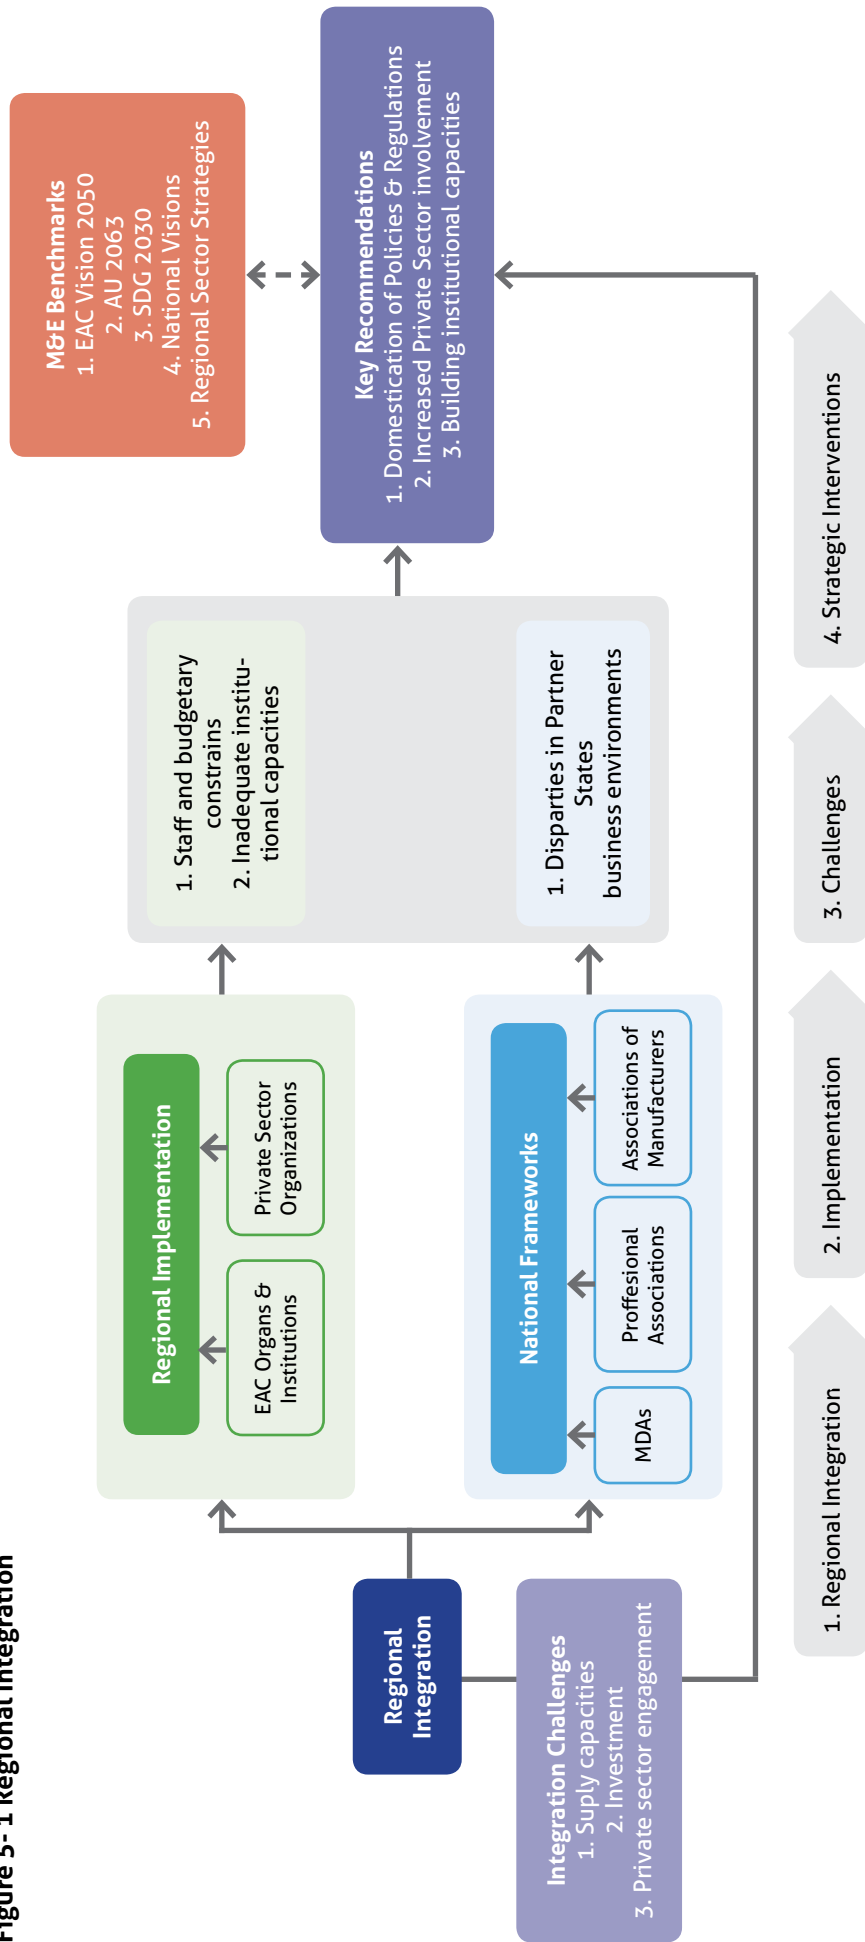 Figure 5- 1 Regional Integration
Regional
Integration
Integration Challenges
1. Suply capacities
2. Investment
3. Private sector engagement
Regional Implementation
EAC Organs &
Institutions
Private Sector
Organizations
National Frameworks
MDAs
Proffesional
Associations
Associations of
Manufacturers
1. Staff and budgetary
constrains
2. Inadequate institu-
tional capacities
1. Disparties in Partner
States
business environments
Key Recommendations
1. Domestication of Policies & Regulations
2. Increased Private Sector involvement
3. Building institutional capacities
M&E Benchmarks
1. EAC Vision 2050
2. AU 2063
3. SDG 2030
4. National Visions
5. Regional Sector Strategies
1. Regional Integration
2. Implementation
3. Challenges
4. Strategic Interventions